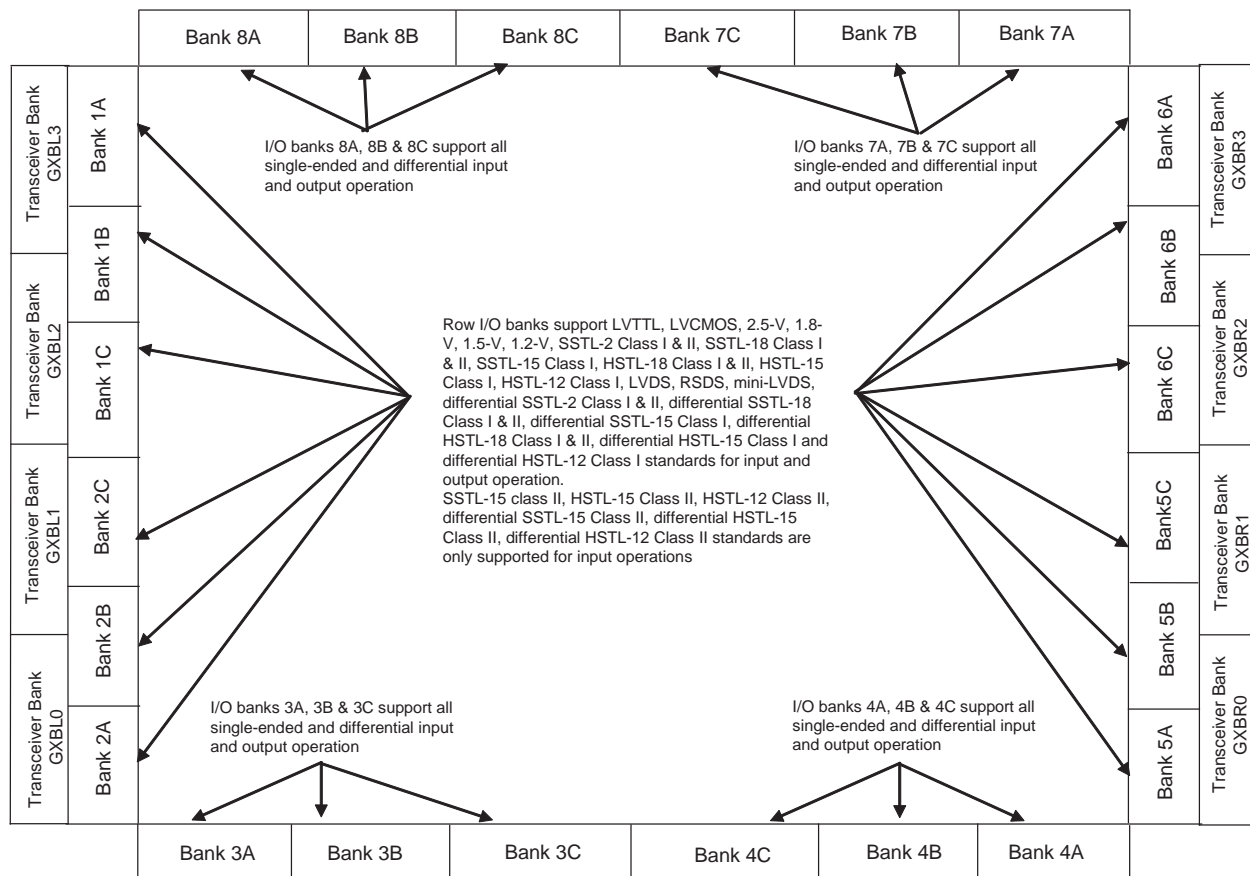 Bank 8A
Bank 8B
Bank 8C
Bank 7C
Bank 7B
Bank 7A
Transceiver Bank
GXBL3
Transceiver Bank
GXBL2
Transceiver Bank
GXBL1
Transceiver Bank
GXBL0
Bank 1A
Bank 1B
Bank 1C
Bank 2C
Bank 2B
Bank 2A
I/O banks 8A, 8B & 8C support all
single-ended and differential input
and output operation
I/O banks 7A, 7B & 7C support all
single-ended and differential input
and output operation
Row I/O banks support LVTTL, LVCMOS, 2.5-V, 1.8-
V, 1.5-V, 1.2-V, SSTL-2 Class I & II, SSTL-18 Class I
& II, SSTL-15 Class I, HSTL-18 Class I & II, HSTL-15
Class I, HSTL-12 Class I, LVDS, RSDS, mini-LVDS,
differential SSTL-2 Class I & II, differential SSTL-18
Class I & II, differential SSTL-15 Class I, differential
HSTL-18 Class I & II, differential HSTL-15 Class I and
differential HSTL-12 Class I standards for input and
output operation.
SSTL-15 class II, HSTL-15 Class II, HSTL-12 Class II,
differential SSTL-15 Class II, differential HSTL-15
Class II, differential HSTL-12 Class II standards are
only supported for input operations
I/O banks 3A, 3B & 3C support all
single-ended and differential input
and output operation
I/O banks 4A, 4B & 4C support all
single-ended and differential input
and output operation
Bank 6A
Bank 6B
Bank 6C
Bank5C
Bank 5B
Bank 5A
Transceiver Bank
GXBR3
Transceiver Bank
GXBR2
Transceiver Bank
GXBR1
Transceiver Bank
GXBR0
Bank 3A
Bank 3B
Bank 3C
Bank 4C
Bank 4B
Bank 4A